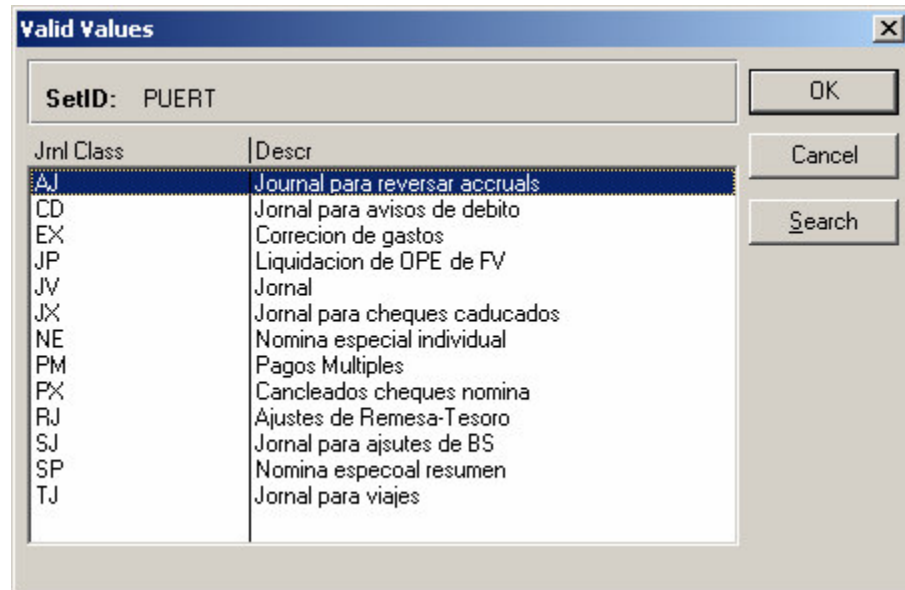 Valid Values
SetID: PUERT
OK
Cancel
Search
Jrnl Class Descr
AJ Journal para reversar accruals
CD Jornal para avisos de debito
EX Correcion de gastos
JP Liquidacion de OPE de FV
JV Jornal
JX Jornal para cheques caducados
NE Nomina especial individual
PM Pagos Multiples
PX Cancleados cheques nomina
RJ Ajustes de Remesa-Tesoro
SJ Jornal para ajsutes de BS
SP Nomina especoal resumen
TJ Jornal para viajes